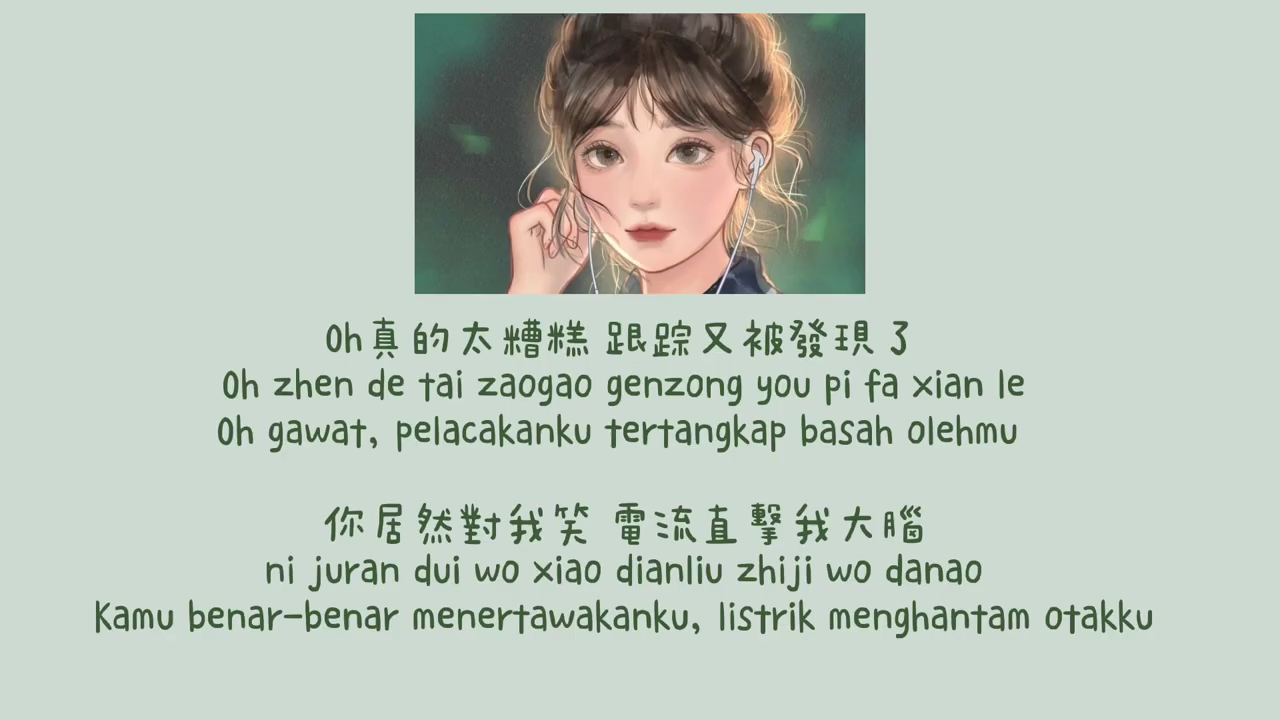 Oh真的太糟糕 跟踪又被發現了
Oh zhen de tai zaogao genzong you pi fa xian le
Oh gawat, pelacakanku tertangkap basah olehmu
你居然對我笑 電流直擊我大腦
ni juran dui wo xiao dianliu zhiji wo danao
Kamu benar-benar menertawakanku, listrik menghantam otakku